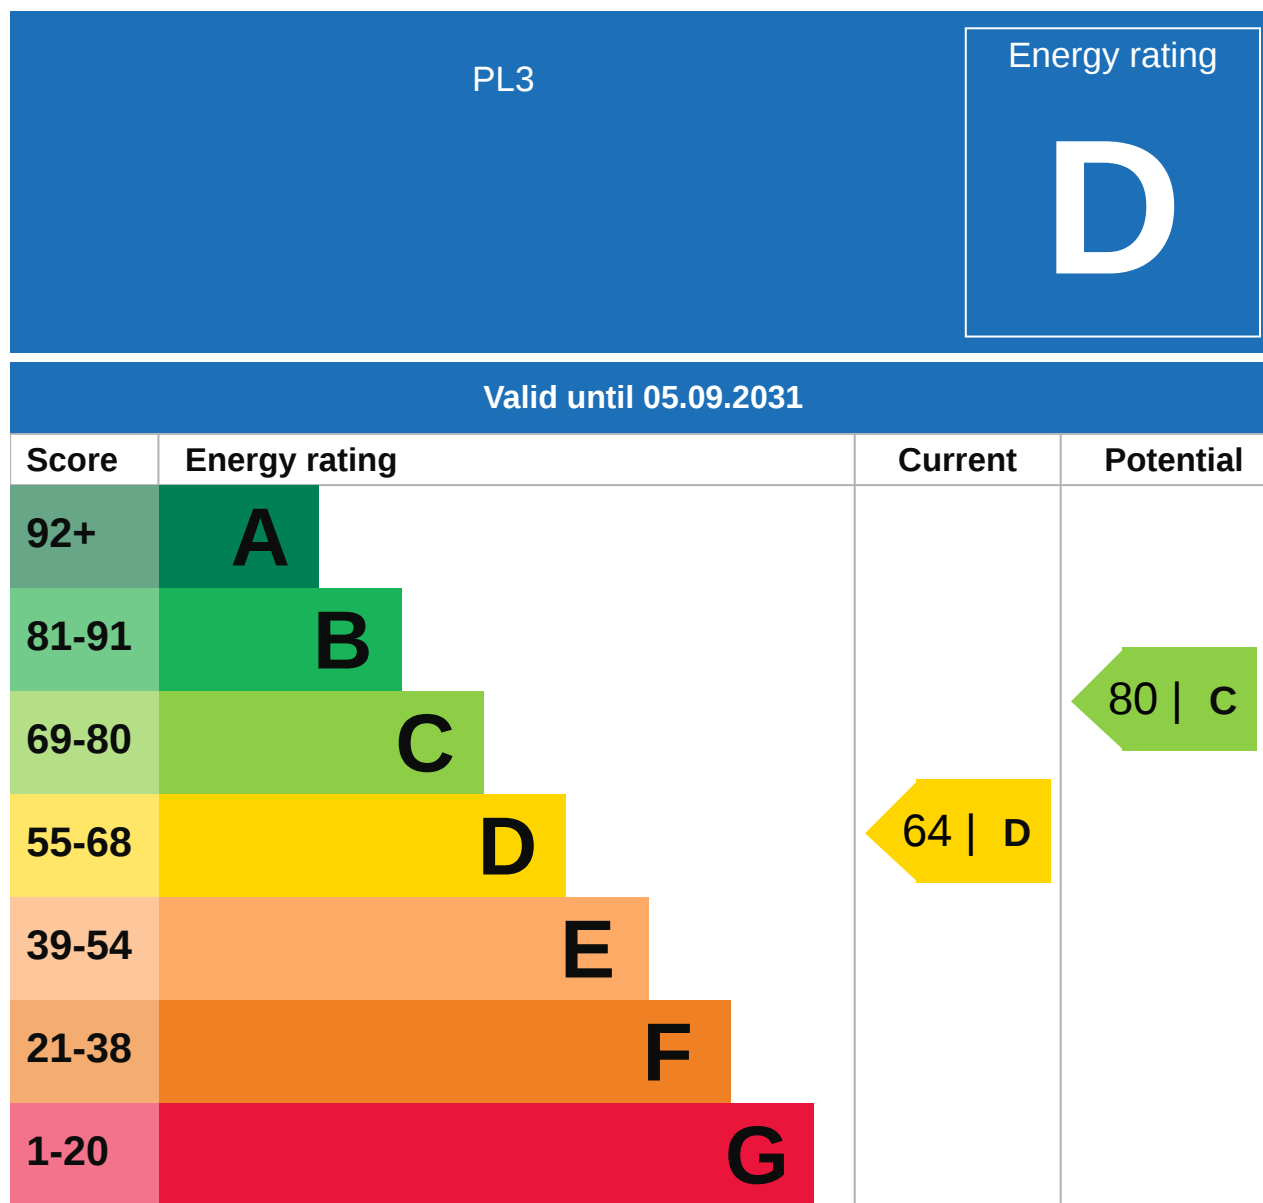 PL3
Energy rating
D
Valid until 05.09.2031
Score Energy rating Current Potential
92+ A
81-91 B
80 | C
69-80 C
64 | D
55-68 D
39-54 E
21-38 F
1-20 G